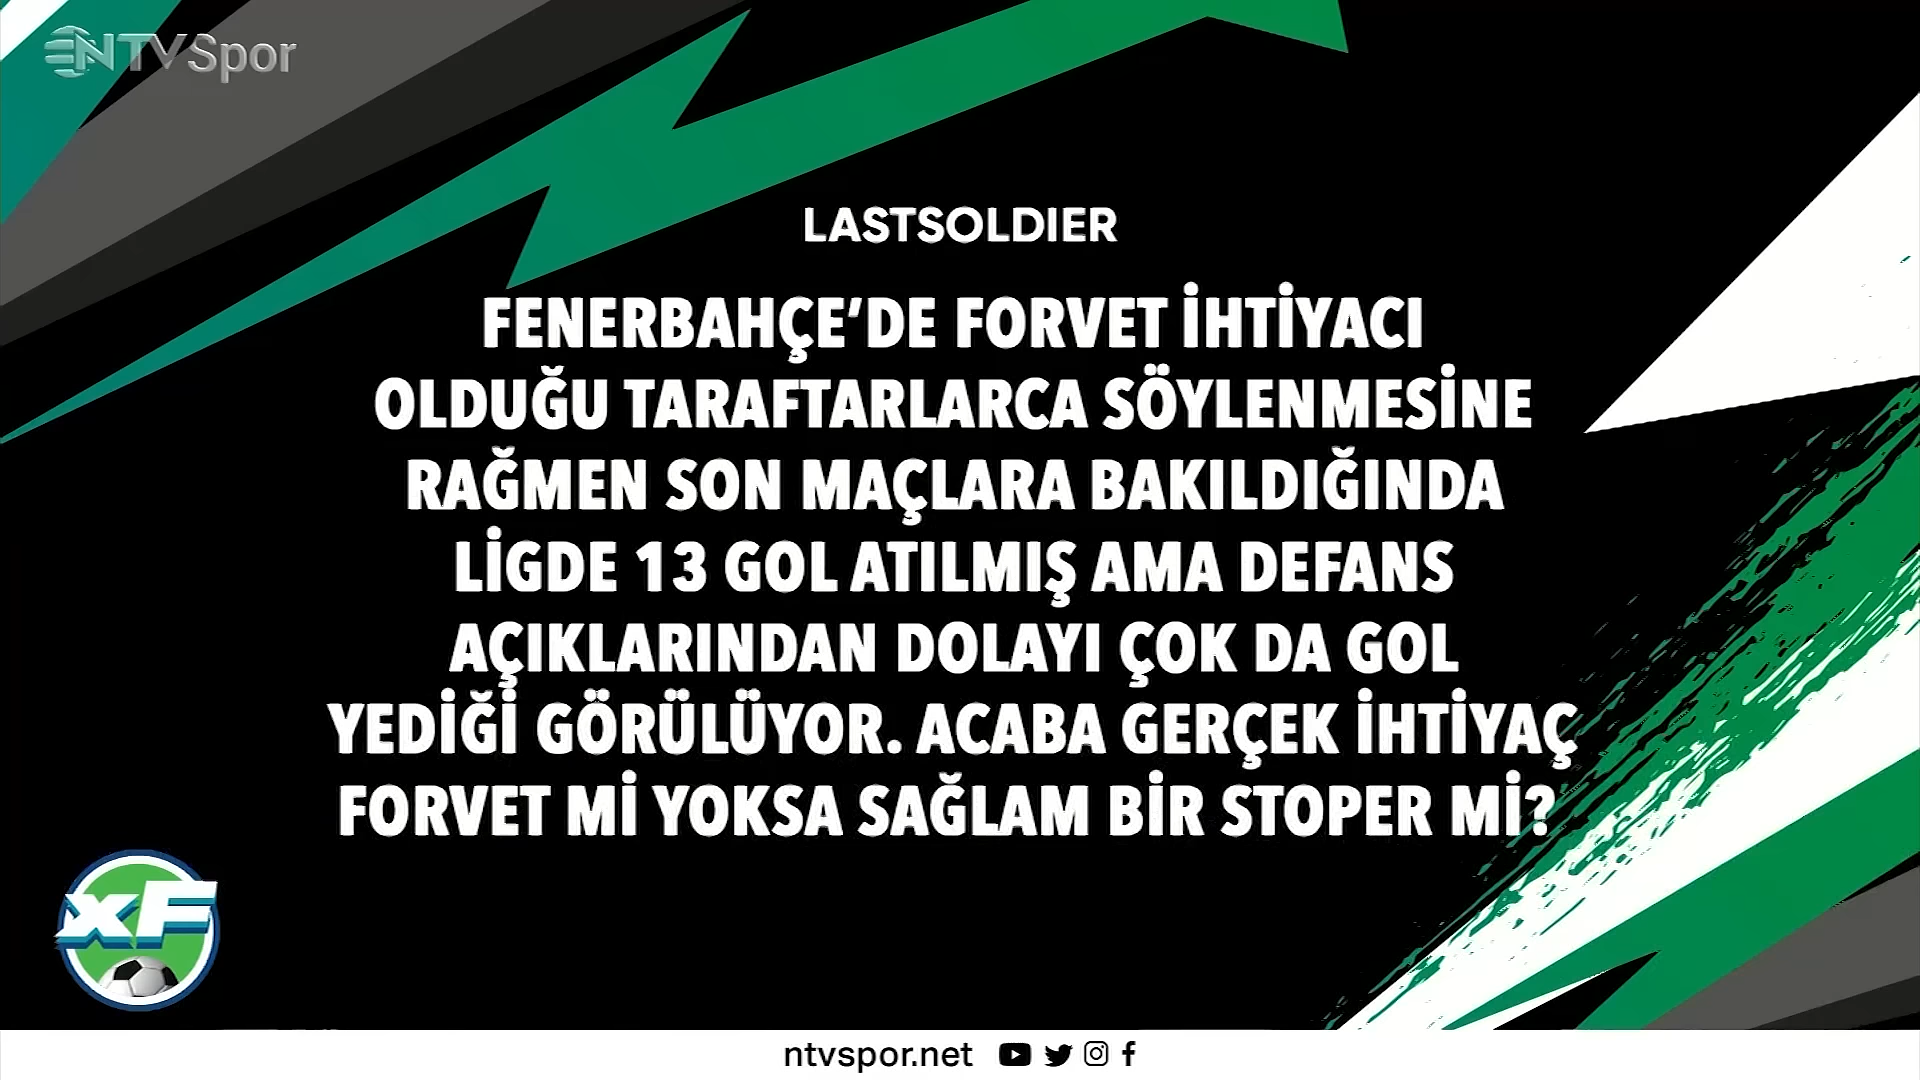 NTVSpor
LASTSOLDIER
FENERBAHÇE’DE FORVET İHTİYACI
OLDUĞU TARAFTARLARCA SÖYLENMESİNE
RAĞMEN SON MAÇLARA BAKILDIĞINDA
LİGDE 13 GOL ATILMIŞ AMA DEFANS
AÇIKLARINDAN DOLAYI ÇOK DA GOL
YEDİĞİ GÖRÜLÜYOR. ACABA GERÇEK İHTİYAÇ
FORVET Mİ YOKSA SAĞLAM BİR STOPER Mİ?
xF
ntvspor.net